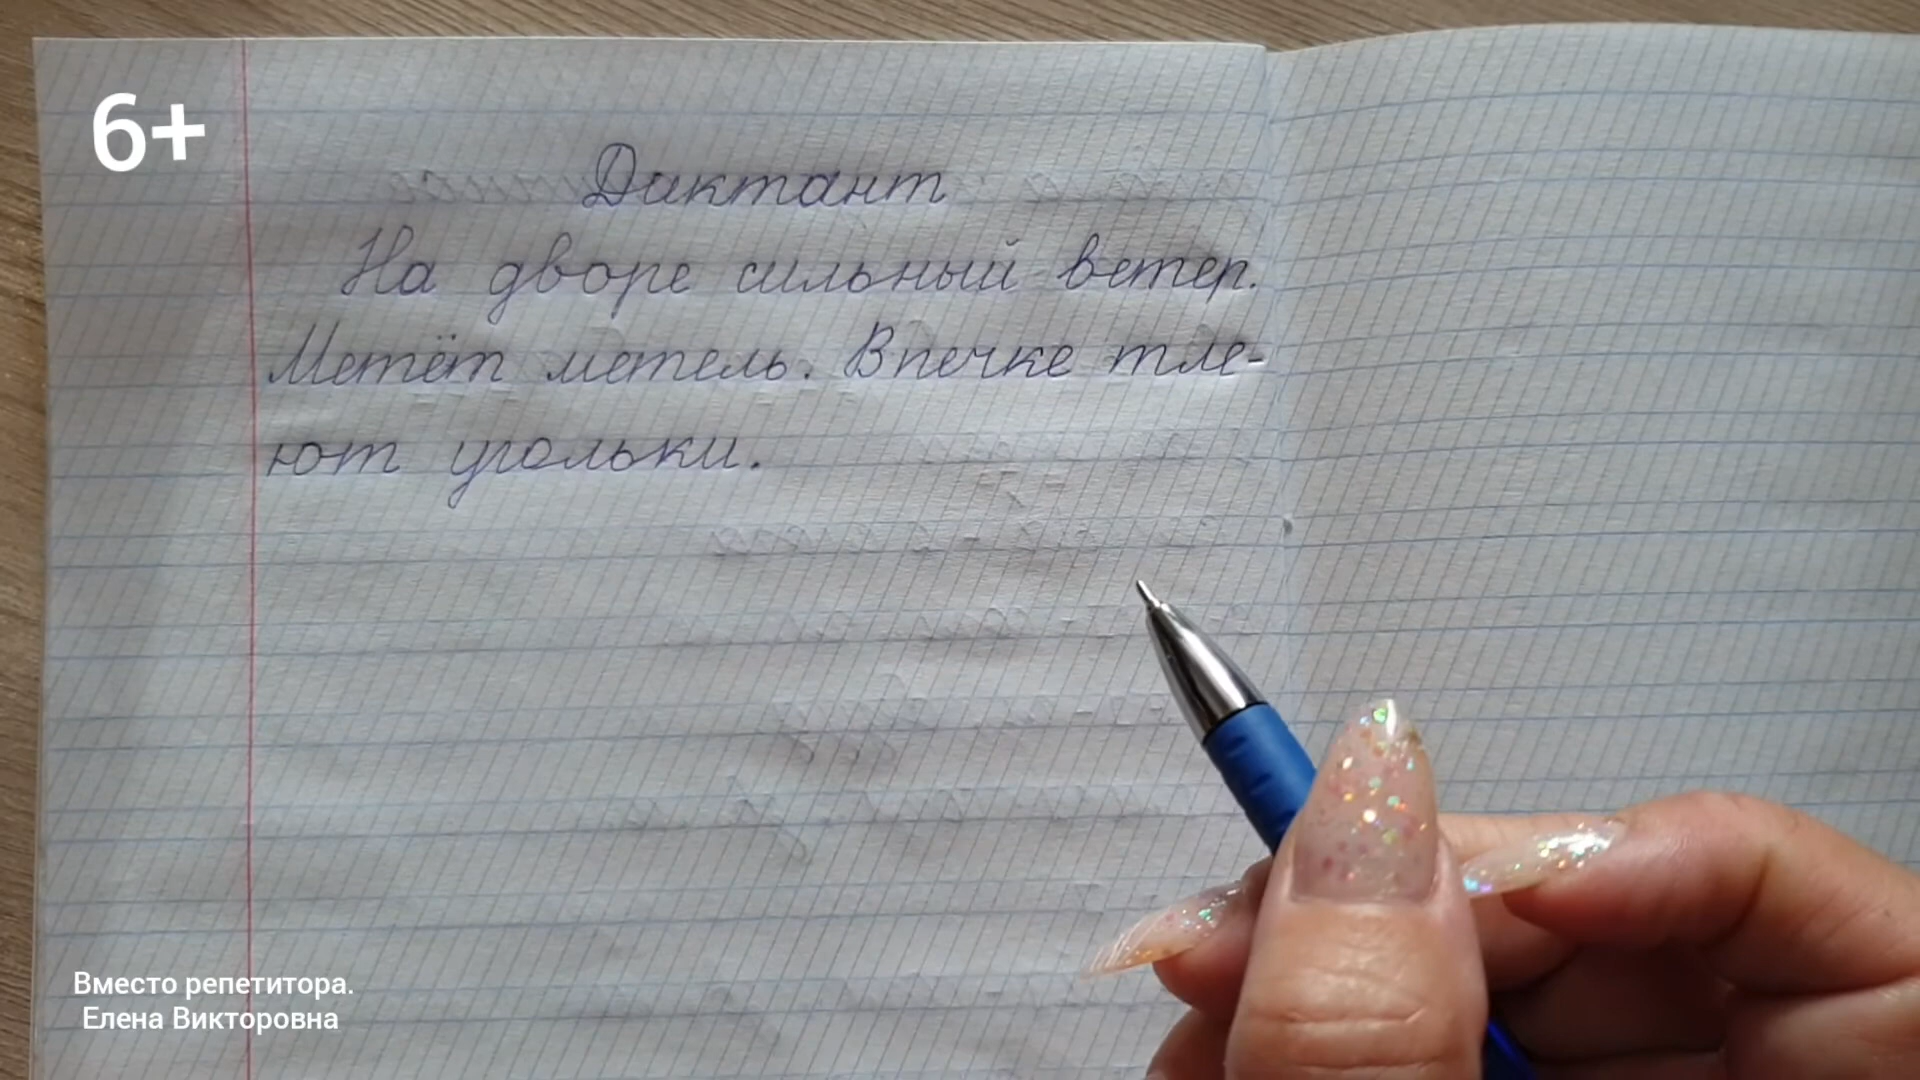 6+
Диктант
На дворе сильный ветер.
Метёт метель. Впечке тле-
ют угольки.
Вместо репетитора.
Елена Викторовна